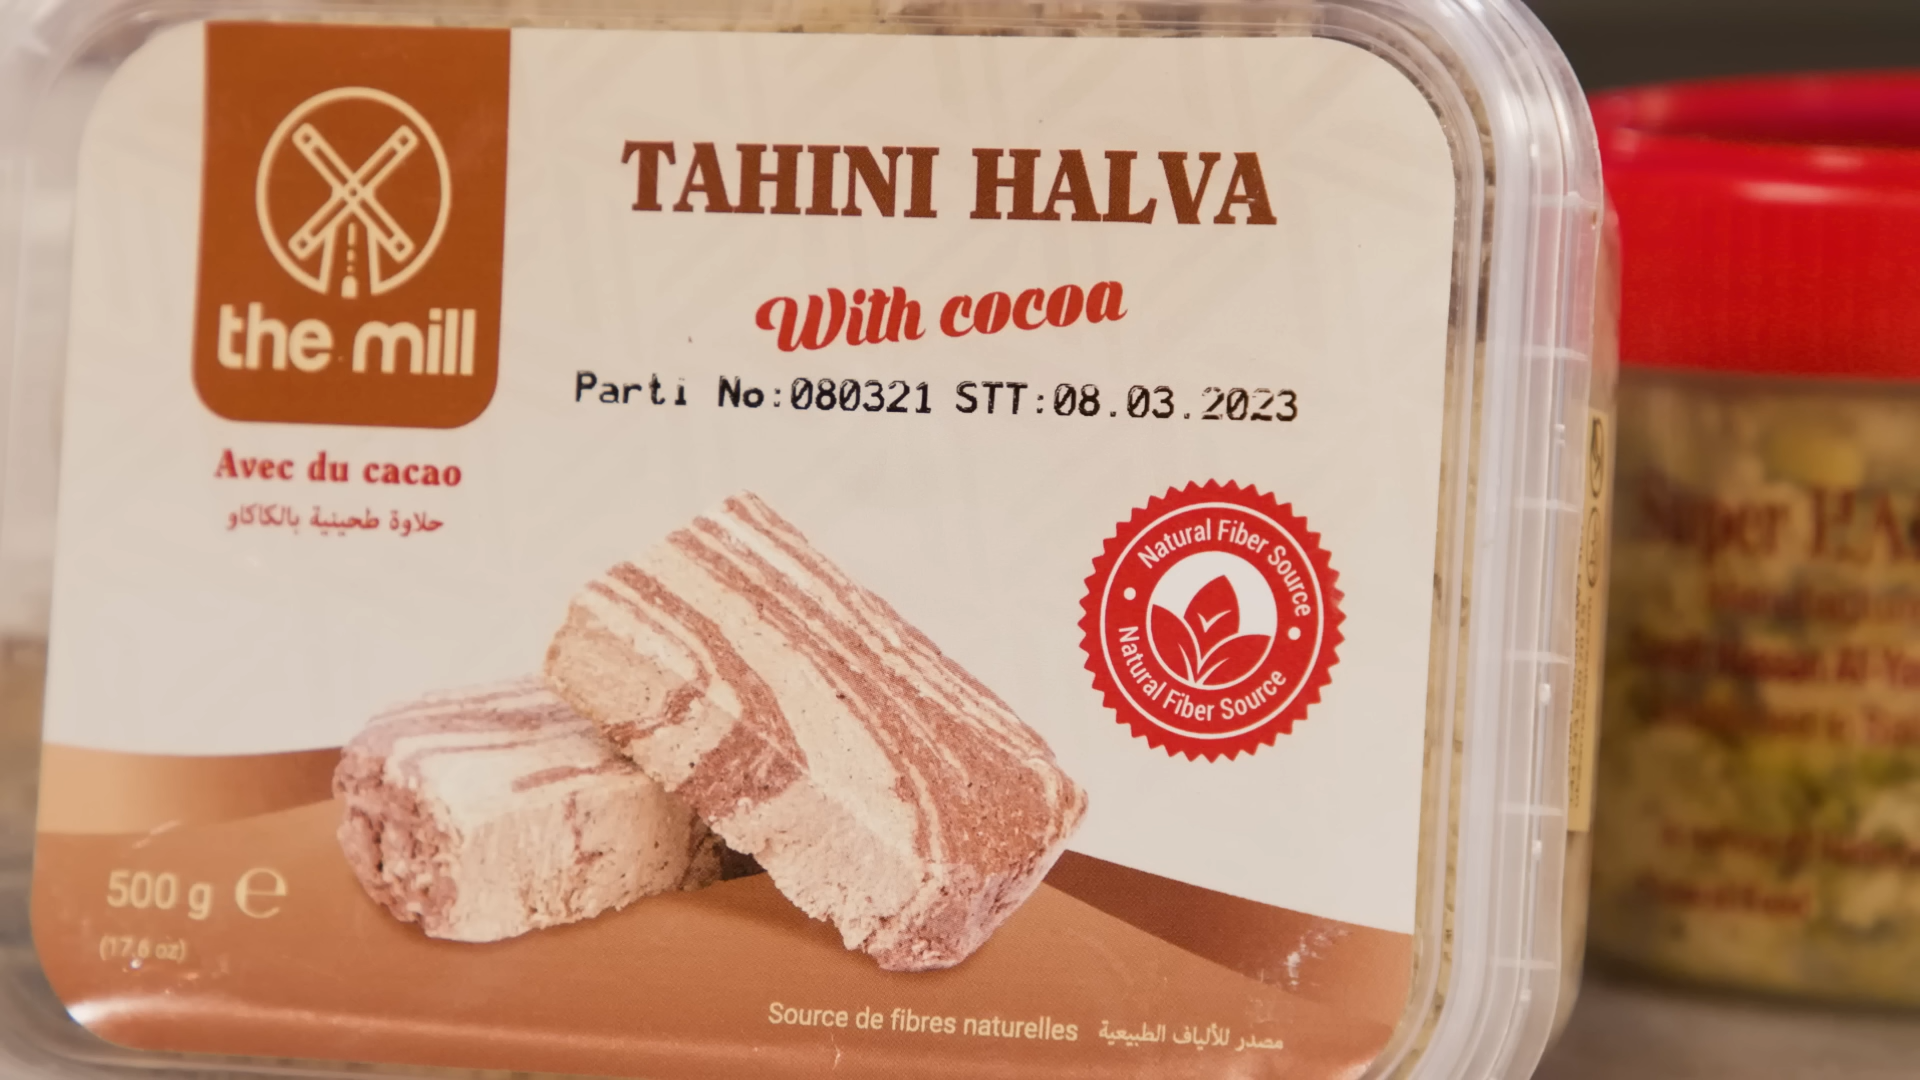 the mill
TAHINI HALVA
With cocoa
Parti No:080321 STT:08.03.2023
Avec du cacao
حلاوة طحينية بالكاكاو
Natural Fiber Source
Natural Fiber Source
500 g ℮
(17.6 oz)
Source de fibres naturelles مصدر للألياف الطبيعية
Super